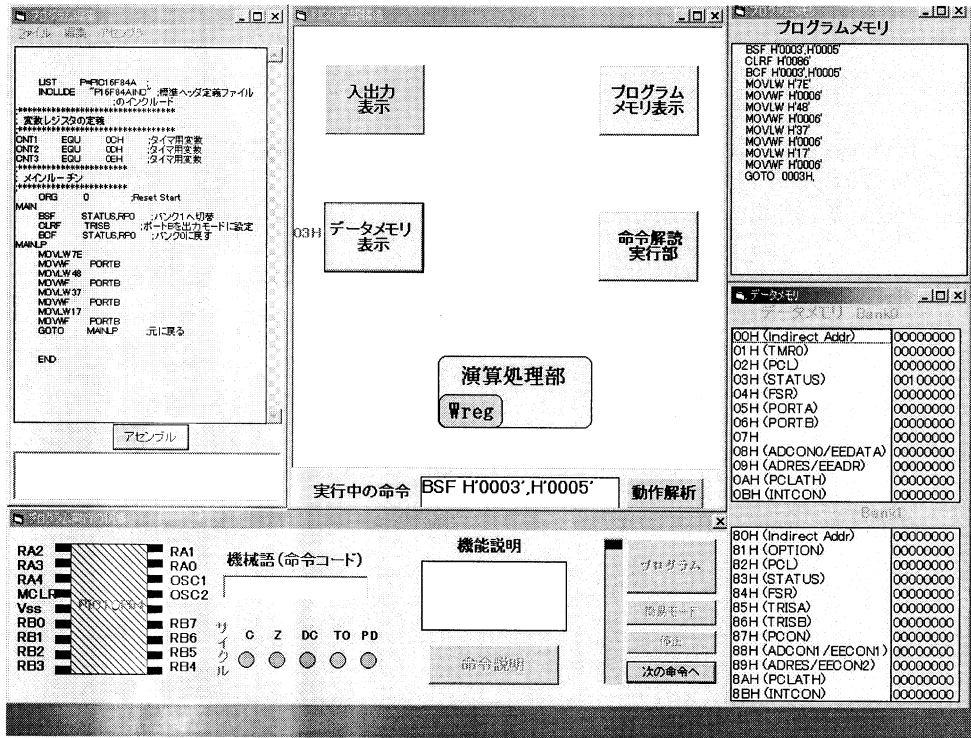 ファイル 編集 アセンブラ
LIST P=PIC16F84A ;
INCLUDE "P16F84A.INC" ;標準ヘッダ定義ファイル
;のインクルード
;*******************************
; 変数レジスタの定義
;*******************************
CNT1 EQU 0CH ;タイマ用変数
CNT2 EQU 0DH ;タイマ用変数
CNT3 EQU 0EH ;タイマ用変数
;**********************
; メインルーチン
;**********************
ORG 0 ;Reset Start
MAIN
BSF STATUS,RP0 ;バンク1へ切替
CLRF TRISB ;ポートBを出力モードに設定
BCF STATUS,RP0 ;バンク0に戻す
MAINLP
MOVLW 7E
MOVWF PORTB
MOVLW 48
MOVWF PORTB
MOVLW 37
MOVWF PORTB
MOVLW 17
MOVWF PORTB
GOTO MAINLP ;元に戻る
END
アセンブル
入出力
表示
プログラム
メモリ表示
03H
データメモリ
表示
命令解読
実行部
演算処理部
Wreg
実行中の命令 BSF H'0003',H'0005' 動作解析
プログラムメモリ
BSF H'0003',H'0005'
CLRF H'0086'
BCF H'0003',H'0005'
MOVLW H'7E'
MOVWF H'0006'
MOVLW H'48'
MOVWF H'0006'
MOVLW H'37'
MOVWF H'0006'
MOVLW H'17'
MOVWF H'0006'
GOTO 0003H,
データメモリ
データメモリ Bank0
00H (Indirect Addr) 00000000
01H (TMR0) 00000000
02H (PCL) 00000000
03H (STATUS) 00100000
04H (FSR) 00000000
05H (PORTA) 00000000
06H (PORTB) 00000000
07H 00000000
08H (ADCON0/EEDATA) 00000000
09H (ADRES/EEADR) 00000000
0AH (PCLATH) 00000000
0BH (INTCON) 00000000
Bank1
80H (Indirect Addr) 00000000
81H (OPTION) 00000000
82H (PCL) 00000000
83H (STATUS) 00000000
84H (FSR) 00000000
85H (TRISA) 00000000
86H (TRISB) 00000000
87H (PCON) 00000000
88H (ADCON1/EECON1) 00000000
89H (ADRES/EECON2) 00000000
8AH (PCLATH) 00000000
8BH (INTCON) 00000000
RA2 RA1
RA3 RA0
RA4 OSC1
MCLR OSC2
Vss
RB0 RB7
RB1 RB6
RB2 RB5
RB3 RB4
機械語(命令コード)
サイクル
C Z DC TO PD
機能説明
命令説明
プログラム
簡易モード
停止
次の命令へ